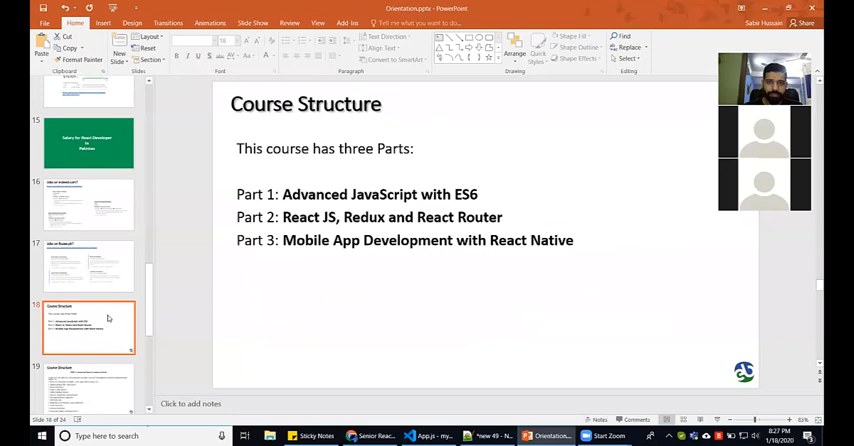 Orientation.pptx - PowerPoint
Sabir Hussain
Share
File Home Insert Design Transitions Animations Slide Show Review View Add-ins Tell me what you want to do...
Cut
Copy
Format Painter
Paste
Clipboard
New
Slide
Layout
Reset
Section
Slides
Font
Paragraph
Text Direction
Align Text
Convert to SmartArt
Arrange
Quick
Shape Fill
Shape Outline
Shape Effects
Drawing
Find
Replace
Select
Editing
15
Salary for React Developer
in
Pakistan
16
17
18
Course Structure
19
Course Structure
Course Structure
This course has three Parts:
Part 1: Advanced JavaScript with ES6
Part 2: React JS, Redux and React Router
Part 3: Mobile App Development with React Native
Click to add notes
Slide 18 of 24
Notes
Comments
83%
Type here to search
Sticky Notes
Senior Reac...
App.js - my...
*new 49 - N...
Orientation...
Start Zoom
8:27 PM
1/18/2020